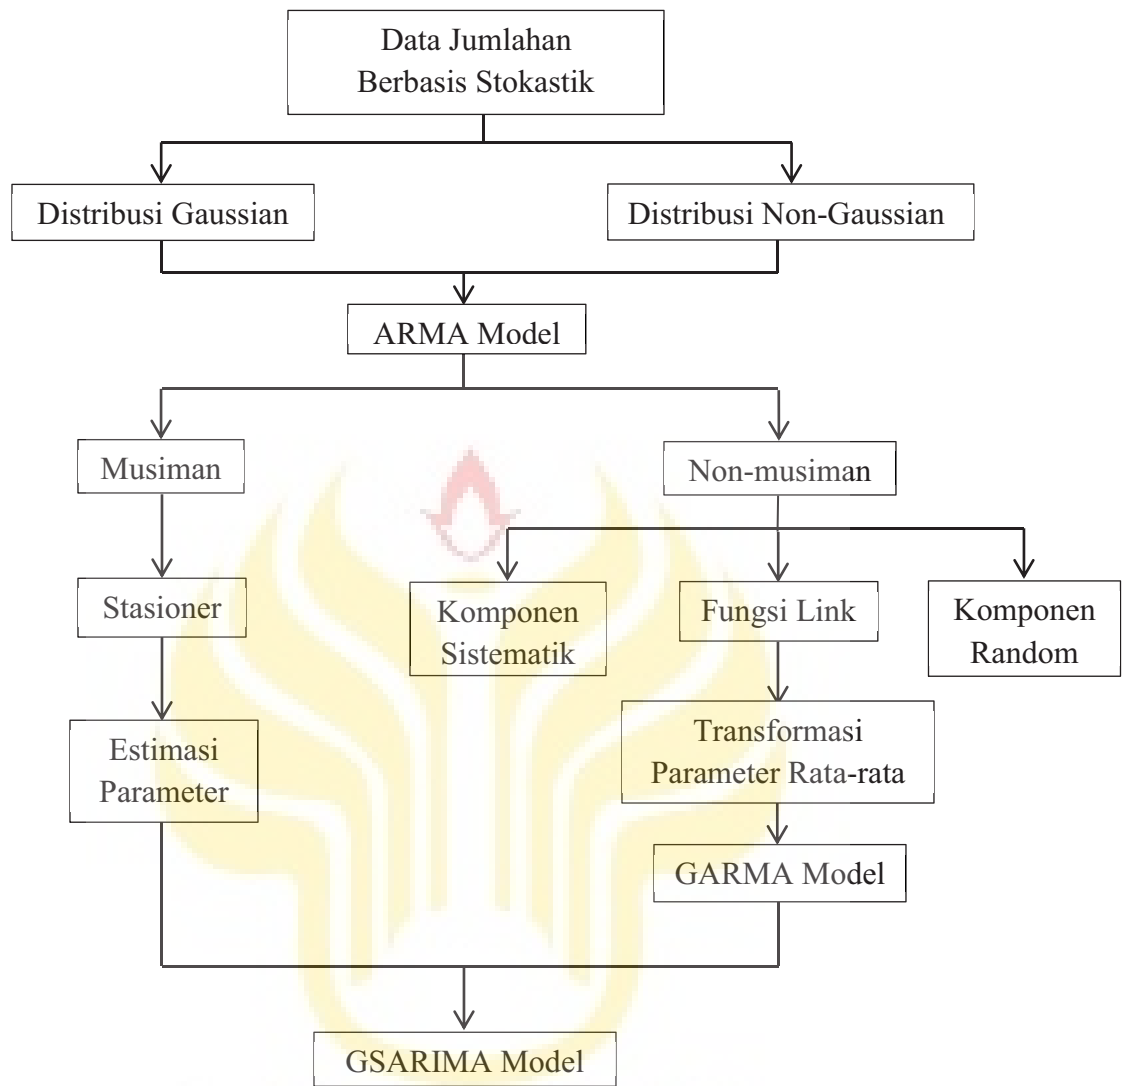 Data Jumlahan
Berbasis Stokastik
Distribusi Gaussian
Distribusi Non-Gaussian
ARMA Model
Musiman
Non-musiman
Stasioner
Komponen
Sistematik
Fungsi Link
Komponen
Random
Estimasi
Parameter
Transformasi
Parameter Rata-rata
GARMA Model
GSARIMA Model